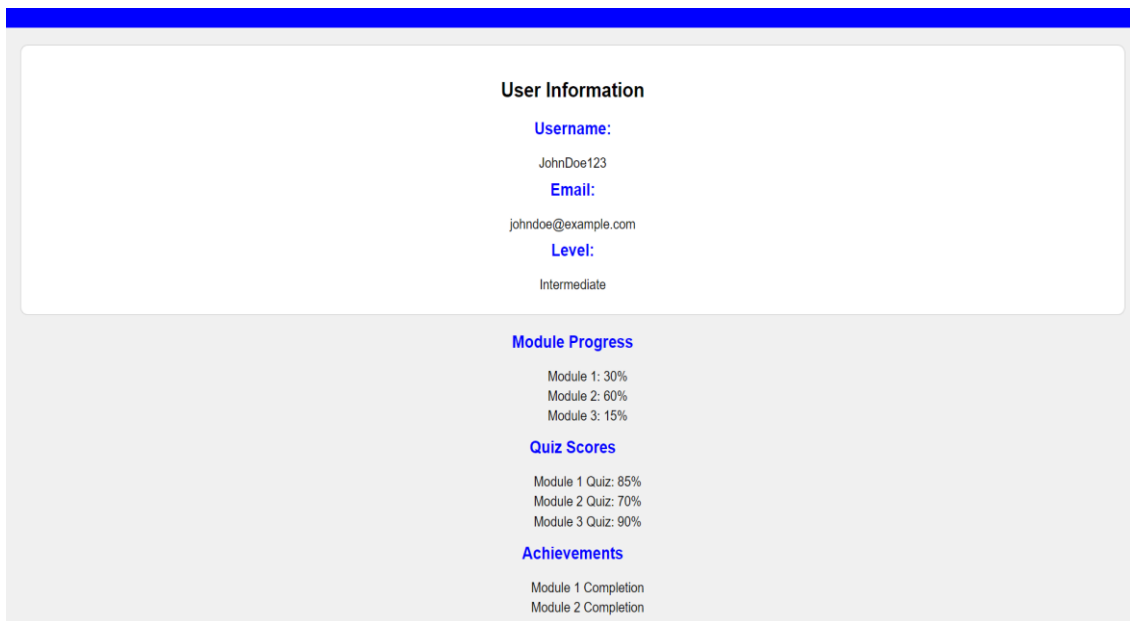 User Information
Username:
JohnDoe123
Email:
johndoe@example.com
Level:
Intermediate
Module Progress
Module 1: 30%
Module 2: 60%
Module 3: 15%
Quiz Scores
Module 1 Quiz: 85%
Module 2 Quiz: 70%
Module 3 Quiz: 90%
Achievements
Module 1 Completion
Module 2 Completion